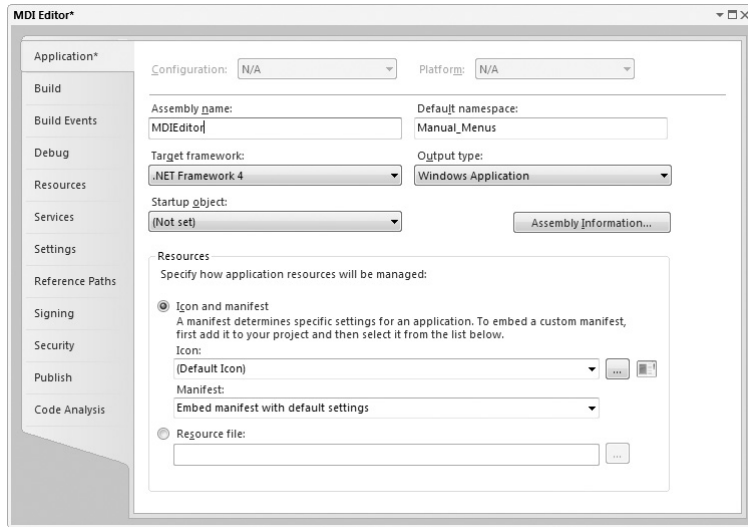 MDI Editor*
Application*
Build
Build Events
Debug
Resources
Services
Settings
Reference Paths
Signing
Security
Publish
Code Analysis
Configuration: N/A Platform: N/A
Assembly name: Default namespace:
MDIEditor Manual_Menus
Target framework: Output type:
.NET Framework 4 Windows Application
Startup object:
(Not set) Assembly Information...
Resources
Specify how application resources will be managed:
Icon and manifest
A manifest determines specific settings for an application. To embed a custom manifest,
first add it to your project and then select it from the list below.
Icon:
(Default Icon) ...
Manifest:
Embed manifest with default settings
Resource file:
...